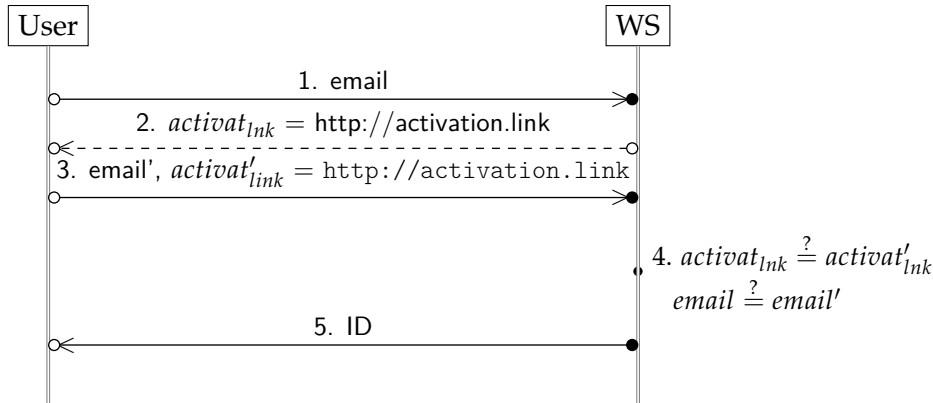 User WS
1. email
2. activat_lnk = http://activation.link
3. email', activat'_link = http://activation.link
4. activat_lnk ≟ activat'_lnk
email ≟ email'
5. ID